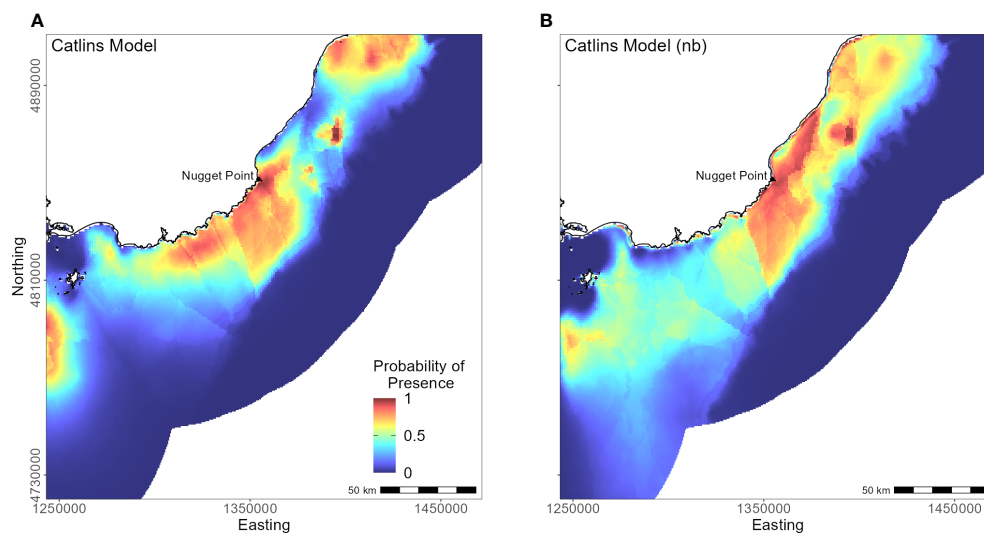 A
Catlins Model
Nugget Point
Probability of
Presence
1
0.5
0
50 km
4890000
4810000
4730000
Northing
1250000
1350000
1450000
Easting
B
Catlins Model (nb)
Nugget Point
50 km
1250000
1350000
1450000
Easting